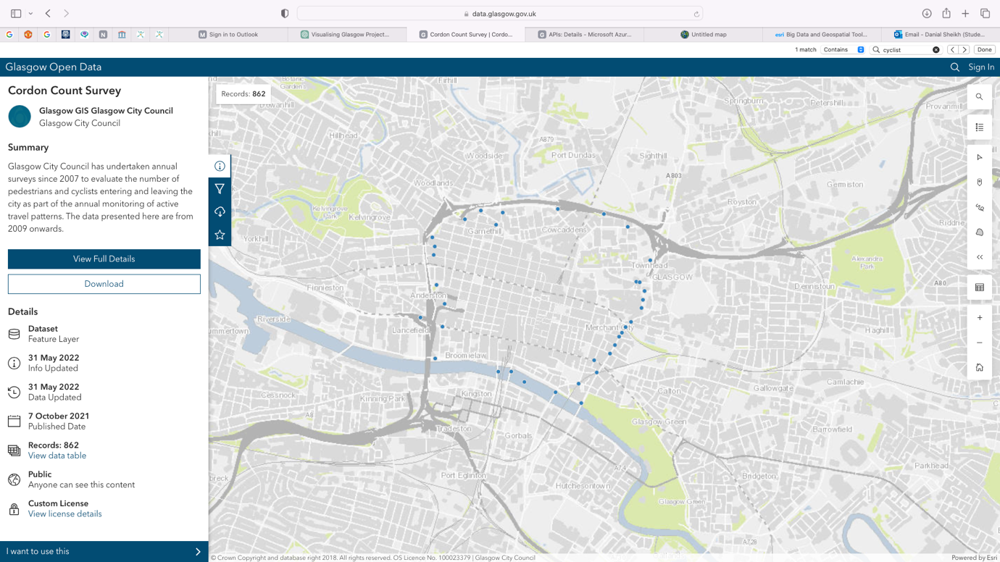 data.glasgow.gov.uk
Sign in to Outlook
Visualising Glasgow Project...
Cordon Count Survey | Cordo...
APIs: Details - Microsoft Azur...
Untitled map
esri Big Data and Geospatial Tool...
Email - Danial Sheikh (Stude...
1 match
Contains
cyclist
Done
Glasgow Open Data
Sign In
Cordon Count Survey
Glasgow GIS Glasgow City Council
Glasgow City Council
Summary
Glasgow City Council has undertaken annual
surveys since 2007 to evaluate the number of
pedestrians and cyclists entering and leaving the
city as part of the annual monitoring of active
travel patterns. The data presented here are from
2009 onwards.
View Full Details
Download
Details
Dataset
Feature Layer
31 May 2022
Info Updated
31 May 2022
Data Updated
7 October 2021
Published Date
Records: 862
View data table
Public
Anyone can see this content
Custom License
View license details
I want to use this
Records: 862
Firhill
Garden
Hillhead
Woodside
A879
Port Dundas
Sighthill
Springburn
Petershill
Provanmill
A803
Germiston
Woodlands
Royston
Kelvingrove
Park
Kelvingrove
Riddrie
Yorkhill
Garnethill
Cowcaddens
Townhead
GLASGOW
Alexandra
Park
A80
Dennistoun
Finnieston
Anderston
Riverside
Lancefield
Merchant City
Haghill
Broomielaw
Camlachie
Cessnock
Kinning Park
Kingston
Calton
Gallowgate
A8
Tradeston
Glasgow Green
Gorbals
Barrowfield
Port Eglinton
A74
Hutchesontown
Bridgeton
Parkhead
Glasgow Green
A728
© Crown Copyright and database right 2018. All rights reserved. OS Licence No. 100023379 | Glasgow City Council
Powered by Esri